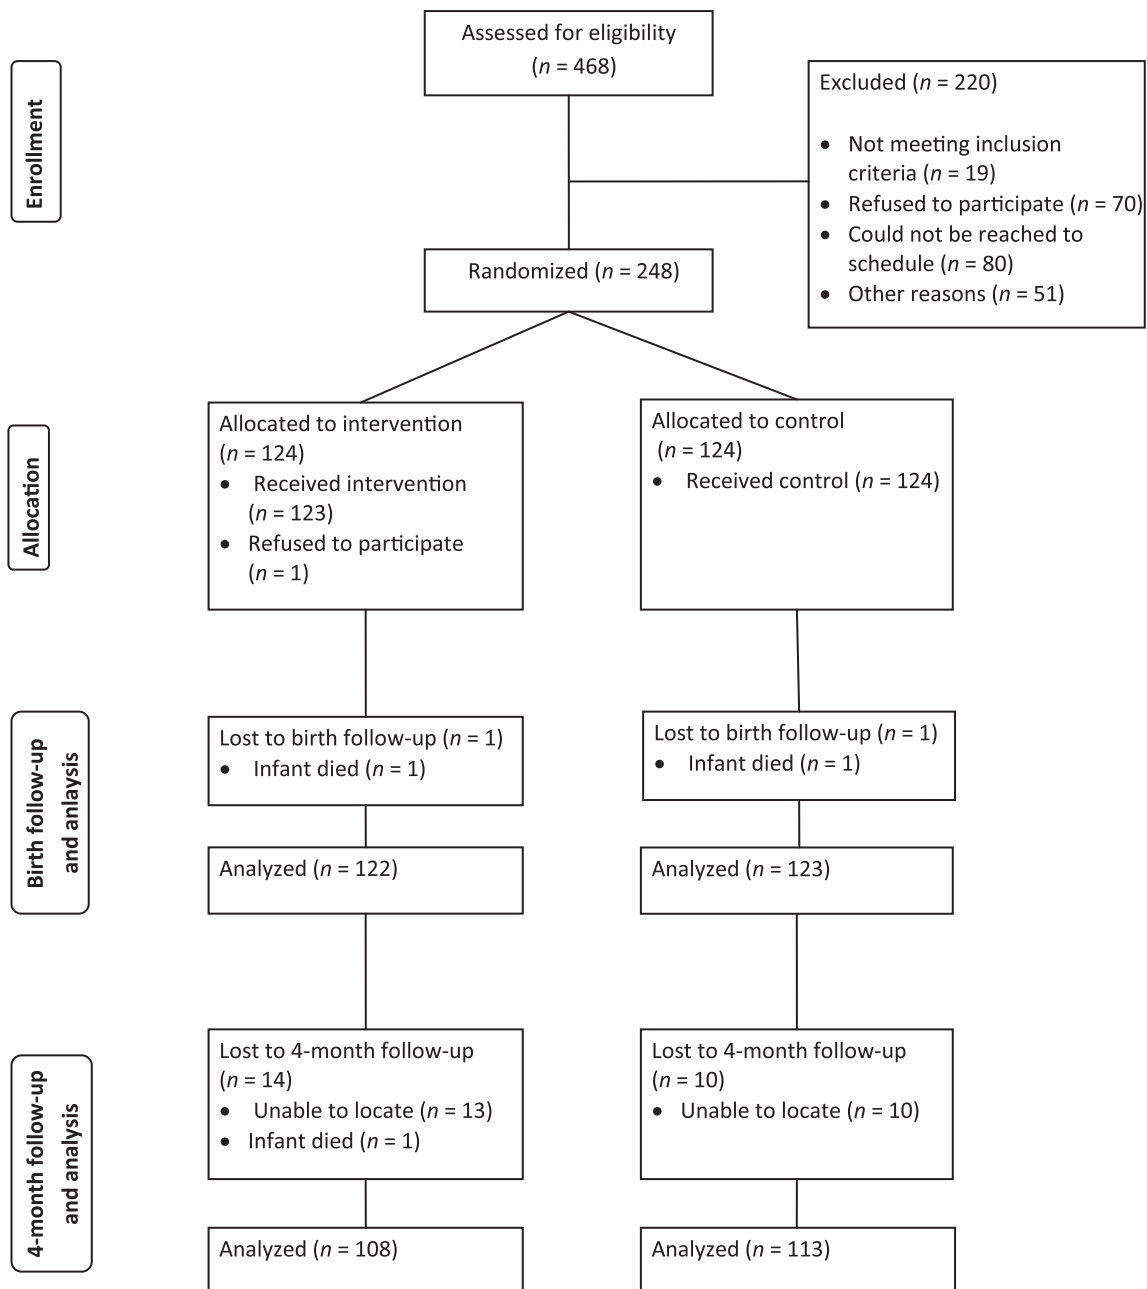 Assessed for eligibility
(n = 468)
Enrollment
Excluded (n = 220)
• Not meeting inclusion
criteria (n = 19)
• Refused to participate (n = 70)
• Could not be reached to
schedule (n = 80)
• Other reasons (n = 51)
Randomized (n = 248)
Allocation
Allocated to intervention
(n = 124)
• Received intervention
(n = 123)
• Refused to participate
(n = 1)
Allocated to control
(n = 124)
• Received control (n = 124)
Birth follow-up
and anlaysis
Lost to birth follow-up (n = 1)
• Infant died (n = 1)
Lost to birth follow-up (n = 1)
• Infant died (n = 1)
Analyzed (n = 122)
Analyzed (n = 123)
4-month follow-up
and analysis
Lost to 4-month follow-up
(n = 14)
• Unable to locate (n = 13)
• Infant died (n = 1)
Lost to 4-month follow-up
(n = 10)
• Unable to locate (n = 10)
Analyzed (n = 108)
Analyzed (n = 113)